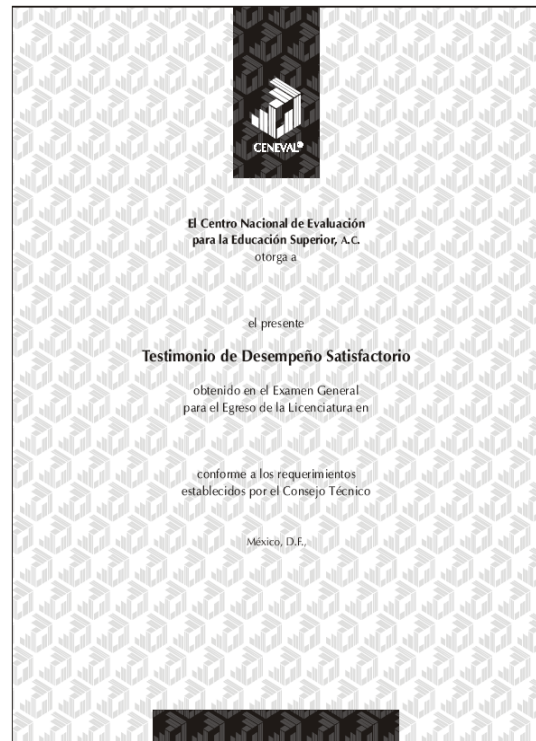 CENEVAL®
El Centro Nacional de Evaluación
para la Educación Superior, A.C.
otorga a
el presente
Testimonio de Desempeño Satisfactorio
obtenido en el Examen General
para el Egreso de la Licenciatura en
conforme a los requerimientos
establecidos por el Consejo Técnico
México, D.F.,